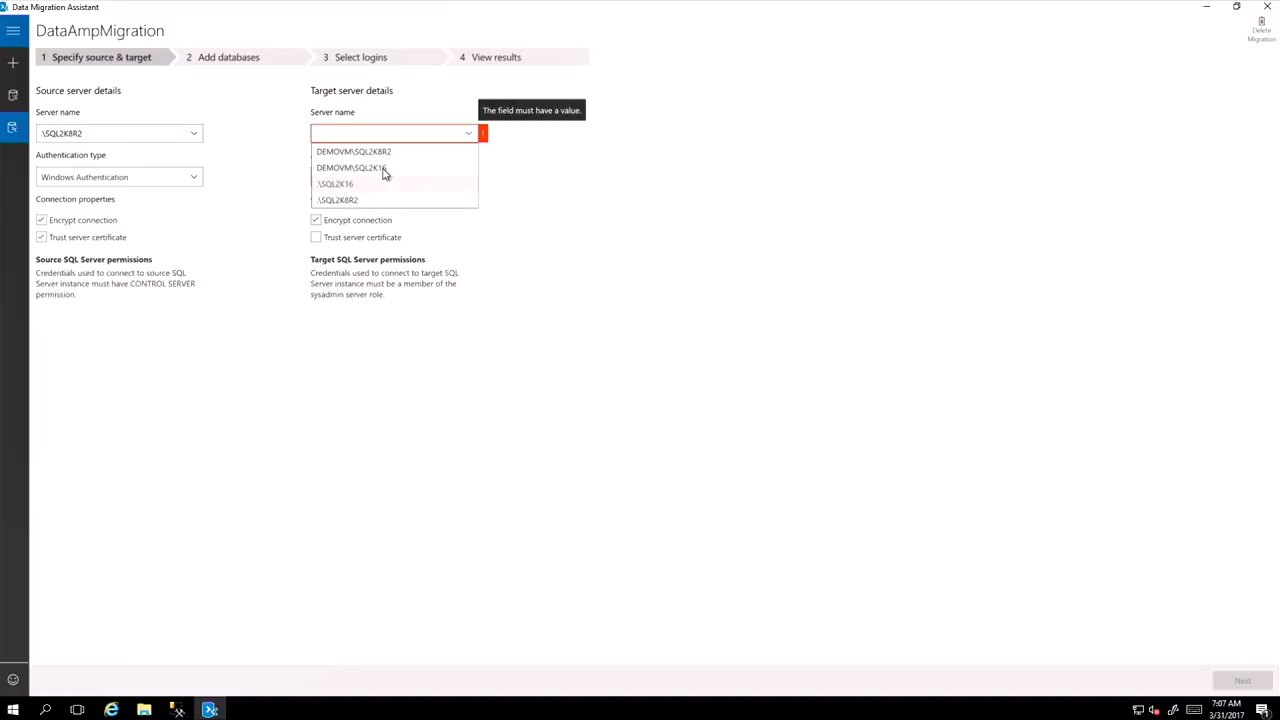 Data Migration Assistant
DataAmpMigration
Delete
Migration
1 Specify source & target
2 Add databases
3 Select logins
4 View results
Source server details
Server name
.\SQL2K8R2
Authentication type
Windows Authentication
Connection properties
Encrypt connection
Trust server certificate
Source SQL Server permissions
Credentials used to connect to source SQL
Server instance must have CONTROL SERVER
permission.
Target server details
Server name
The field must have a value.
!
DEMOVM\SQL2K8R2
DEMOVM\SQL2K16
.\SQL2K16
.\SQL2K8R2
Encrypt connection
Trust server certificate
Target SQL Server permissions
Credentials used to connect to target SQL
Server instance must be a member of the
sysadmin server role.
Next
7:07 AM
3/31/2017